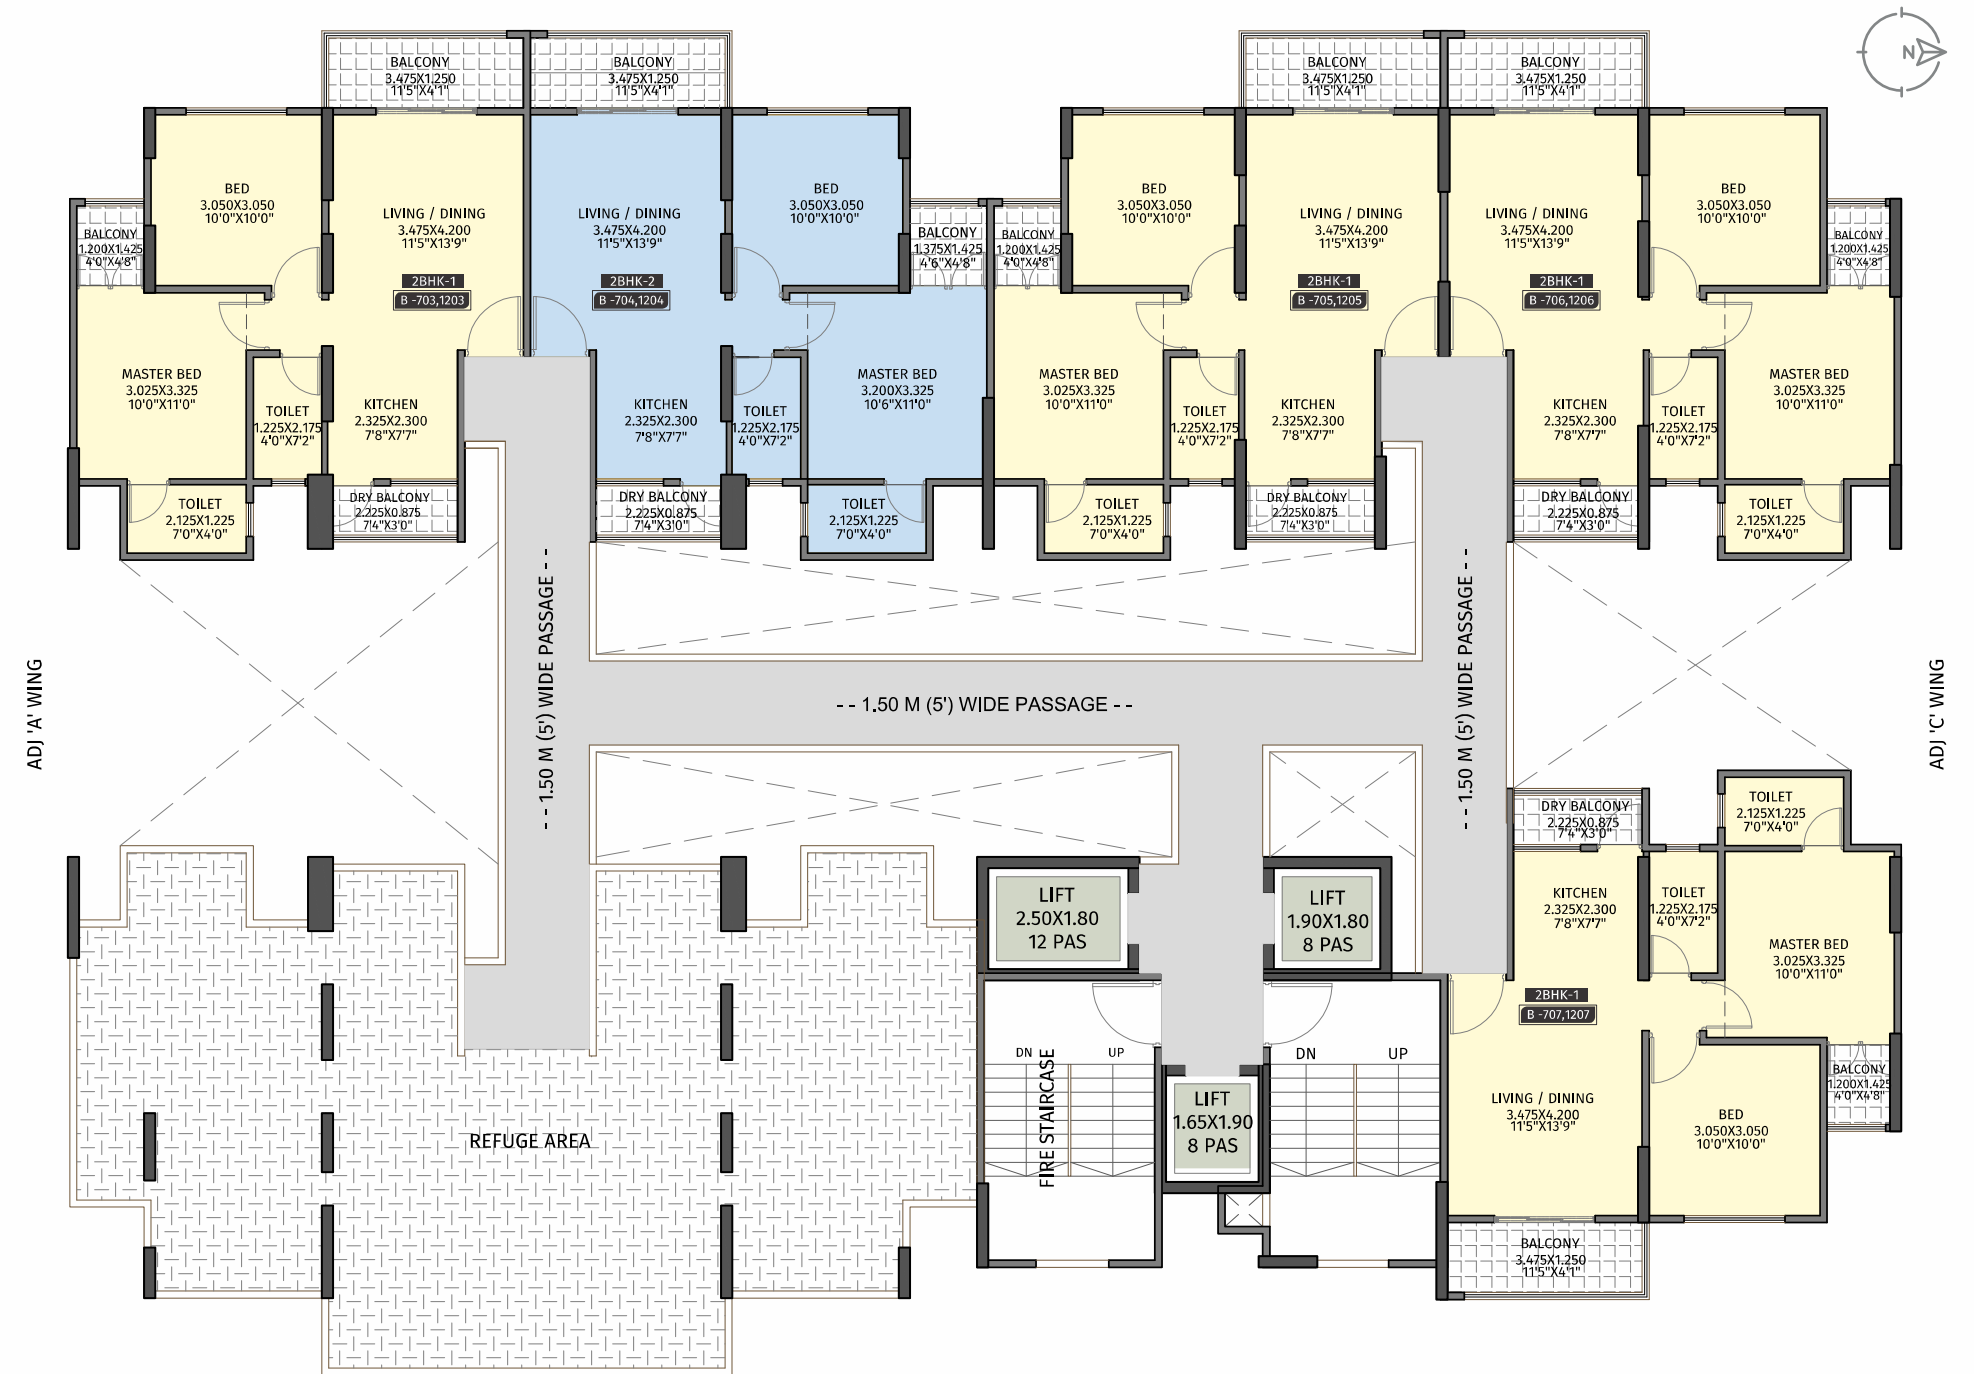 N
BALCONY
3.475X1.250
11'5"X4'1"
BALCONY
3.475X1.250
11'5"X4'1"
BALCONY
3.475X1.250
11'5"X4'1"
BALCONY
3.475X1.250
11'5"X4'1"
BED
3.050X3.050
10'0"X10'0"
LIVING / DINING
3.475X4.200
11'5"X13'9"
2BHK-1
B -703,1203
BALCONY
1.200X1.425
4'0"X4'8"
MASTER BED
3.025X3.325
10'0"X11'0"
TOILET
1.225X2.175
4'0"X7'2"
KITCHEN
2.325X2.300
7'8"X7'7"
TOILET
2.125X1.225
7'0"X4'0"
DRY BALCONY
2.225X0.875
7'4"X3'0"
LIVING / DINING
3.475X4.200
11'5"X13'9"
2BHK-2
B -704,1204
BED
3.050X3.050
10'0"X10'0"
BALCONY
1.375X1.425
4'6"X4'8"
KITCHEN
2.325X2.300
7'8"X7'7"
TOILET
1.225X2.175
4'0"X7'2"
MASTER BED
3.200X3.325
10'6"X11'0"
DRY BALCONY
2.225X0.875
7'4"X3'0"
TOILET
2.125X1.225
7'0"X4'0"
BED
3.050X3.050
10'0"X10'0"
LIVING / DINING
3.475X4.200
11'5"X13'9"
2BHK-1
B -705,1205
BALCONY
1.200X1.425
4'0"X4'8"
MASTER BED
3.025X3.325
10'0"X11'0"
TOILET
1.225X2.175
4'0"X7'2"
KITCHEN
2.325X2.300
7'8"X7'7"
TOILET
2.125X1.225
7'0"X4'0"
DRY BALCONY
2.225X0.875
7'4"X3'0"
LIVING / DINING
3.475X4.200
11'5"X13'9"
2BHK-1
B -706,1206
BED
3.050X3.050
10'0"X10'0"
BALCONY
1.200X1.425
4'0"X4'8"
KITCHEN
2.325X2.300
7'8"X7'7"
TOILET
1.225X2.175
4'0"X7'2"
MASTER BED
3.025X3.325
10'0"X11'0"
DRY BALCONY
2.225X0.875
7'4"X3'0"
TOILET
2.125X1.225
7'0"X4'0"
ADJ 'A' WING
-- 1.50 M (5') WIDE PASSAGE --
-- 1.50 M (5') WIDE PASSAGE --
-- 1.50 M (5') WIDE PASSAGE --
ADJ 'C' WING
TOILET
2.125X1.225
7'0"X4'0"
DRY BALCONY
2.225X0.875
7'4"X3'0"
KITCHEN
2.325X2.300
7'8"X7'7"
TOILET
1.225X2.175
4'0"X7'2"
MASTER BED
3.025X3.325
10'0"X11'0"
2BHK-1
B -707,1207
LIVING / DINING
3.475X4.200
11'5"X13'9"
BED
3.050X3.050
10'0"X10'0"
BALCONY
1.200X1.425
4'0"X4'8"
BALCONY
3.475X1.250
11'5"X4'1"
LIFT
2.50X1.80
12 PAS
LIFT
1.90X1.80
8 PAS
DN
UP
DN
UP
FIRE STAIRCASE
LIFT
1.65X1.90
8 PAS
REFUGE AREA